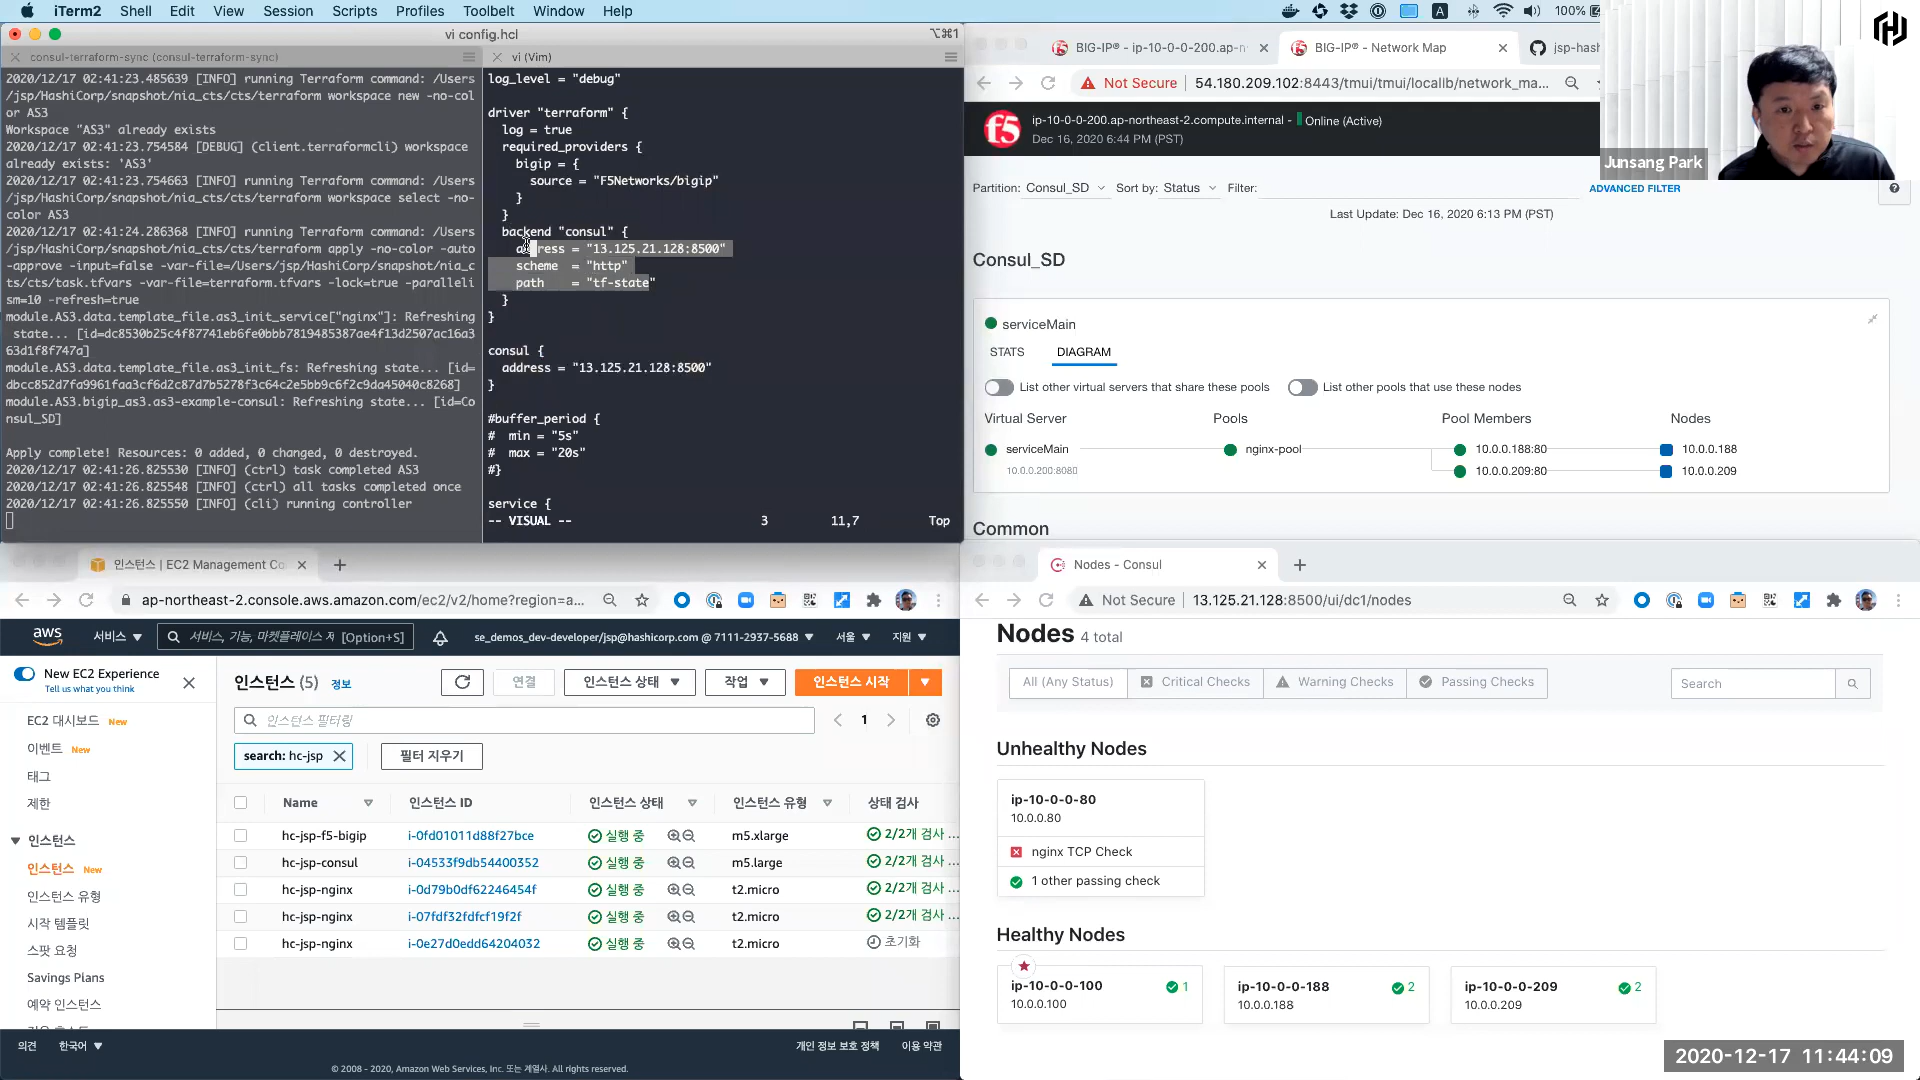 iTerm2 Shell Edit View Session Scripts Profiles Toolbelt Window Help
100%
vi config.hcl
⌥⌘1
consul-terraform-sync (consul-terraform-sync)
2020/12/17 02:41:23.485639 [INFO] running Terraform command: /Users
/jsp/HashiCorp/snapshot/nia_cts/cts/terraform workspace new -no-col
or AS3
Workspace "AS3" already exists
2020/12/17 02:41:23.754584 [DEBUG] (client.terraformcli) workspace
already exists: 'AS3'
2020/12/17 02:41:23.754663 [INFO] running Terraform command: /Users
/jsp/HashiCorp/snapshot/nia_cts/cts/terraform workspace select -no-
color AS3
2020/12/17 02:41:24.286368 [INFO] running Terraform command: /Users
/jsp/HashiCorp/snapshot/nia_cts/cts/terraform apply -no-color -auto
-approve -input=false -var-file=/Users/jsp/HashiCorp/snapshot/nia_c
ts/cts/task.tfvars -var-file=terraform.tfvars -lock=true -paralleli
sm=10 -refresh=true
module.AS3.data.template_file.as3_init_service["nginx"]: Refreshing
state... [id=dc8530b25c4f87741eb6fe0bbb7819485387ae4f13d2507ac16a3
63d1f8f747a]
module.AS3.data.template_file.as3_init_fs: Refreshing state... [id=
dbcc852d7fa9961faa3cf6d2c87d7b5278f3c64c2e5bb9c6f2c9da45040c8268]
module.AS3.bigip_as3.as3-example-consul: Refreshing state... [id=Co
nsul_SD]
Apply complete! Resources: 0 added, 0 changed, 0 destroyed.
2020/12/17 02:41:26.825530 [INFO] (ctrl) task completed AS3
2020/12/17 02:41:26.825548 [INFO] (ctrl) all tasks completed once
2020/12/17 02:41:26.825550 [INFO] (cli) running controller
vi (Vim)
log_level = "debug"
driver "terraform" {
log = true
required_providers {
bigip = {
source = "F5Networks/bigip"
}
}
backend "consul" {
address = "13.125.21.128:8500"
scheme = "http"
path = "tf-state"
}
}
consul {
address = "13.125.21.128:8500"
}
#buffer_period {
# min = "5s"
# max = "20s"
#}
service {
-- VISUAL -- 3 11,7 Top
BIG-IP® - ip-10-0-0-200.ap-n
BIG-IP® - Network Map
jsp-hash
Not Secure 54.180.209.102:8443/tmui/tmui/locallb/network_ma...
f5
ip-10-0-0-200.ap-northeast-2.compute.internal - Online (Active)
Dec 16, 2020 6:44 PM (PST)
Junsang Park
Partition: Consul_SD Sort by: Status Filter: ADVANCED FILTER
Last Update: Dec 16, 2020 6:13 PM (PST)
Consul_SD
serviceMain
STATS DIAGRAM
List other virtual servers that share these pools List other pools that use these nodes
Virtual Server Pools Pool Members Nodes
serviceMain nginx-pool 10.0.0.188:80 10.0.0.188
10.0.0.200:8080 10.0.0.209:80 10.0.0.209
Common
인스턴스 | EC2 Management Co
ap-northeast-2.console.aws.amazon.com/ec2/v2/home?region=a...
aws 서비스 서비스, 기능, 마켓플레이스 제 [Option+S] se_demos_dev-developer/jsp@hashicorp.com @ 7111-2937-5688 서울 지원
New EC2 Experience
Tell us what you think
EC2 대시보드 New
이벤트 New
태그
제한
인스턴스
인스턴스 New
인스턴스 유형
시작 템플릿
스팟 요청
Savings Plans
예약 인스턴스
인스턴스 (5) 정보 연결 인스턴스 상태 작업 인스턴스 시작
인스턴스 필터링 1
search: hc-jsp 필터 지우기
Name 인스턴스 ID 인스턴스 상태 인스턴스 유형 상태 검사
hc-jsp-f5-bigip i-0fd01011d88f27bce 실행 중 m5.xlarge 2/2개 검사 ...
hc-jsp-consul i-04533f9db54400352 실행 중 m5.large 2/2개 검사 ...
hc-jsp-nginx i-0d79b0df62246454f 실행 중 t2.micro 2/2개 검사 ...
hc-jsp-nginx i-07fdf32fdfcf19f2f 실행 중 t2.micro 2/2개 검사 ...
hc-jsp-nginx i-0e27d0edd64204032 실행 중 t2.micro 초기화
의견 한국어 개인 정보 보호 정책 이용 약관
© 2008 - 2020, Amazon Web Services, Inc. 또는 계열사. All rights reserved.
Nodes - Consul
Not Secure 13.125.21.128:8500/ui/dc1/nodes
Nodes 4 total
All (Any Status) Critical Checks Warning Checks Passing Checks Search
Unhealthy Nodes
ip-10-0-0-80
10.0.0.80
nginx TCP Check
1 other passing check
Healthy Nodes
ip-10-0-0-100 1
10.0.0.100
ip-10-0-0-188 2
10.0.0.188
ip-10-0-0-209 2
10.0.0.209
2020-12-17 11:44:09